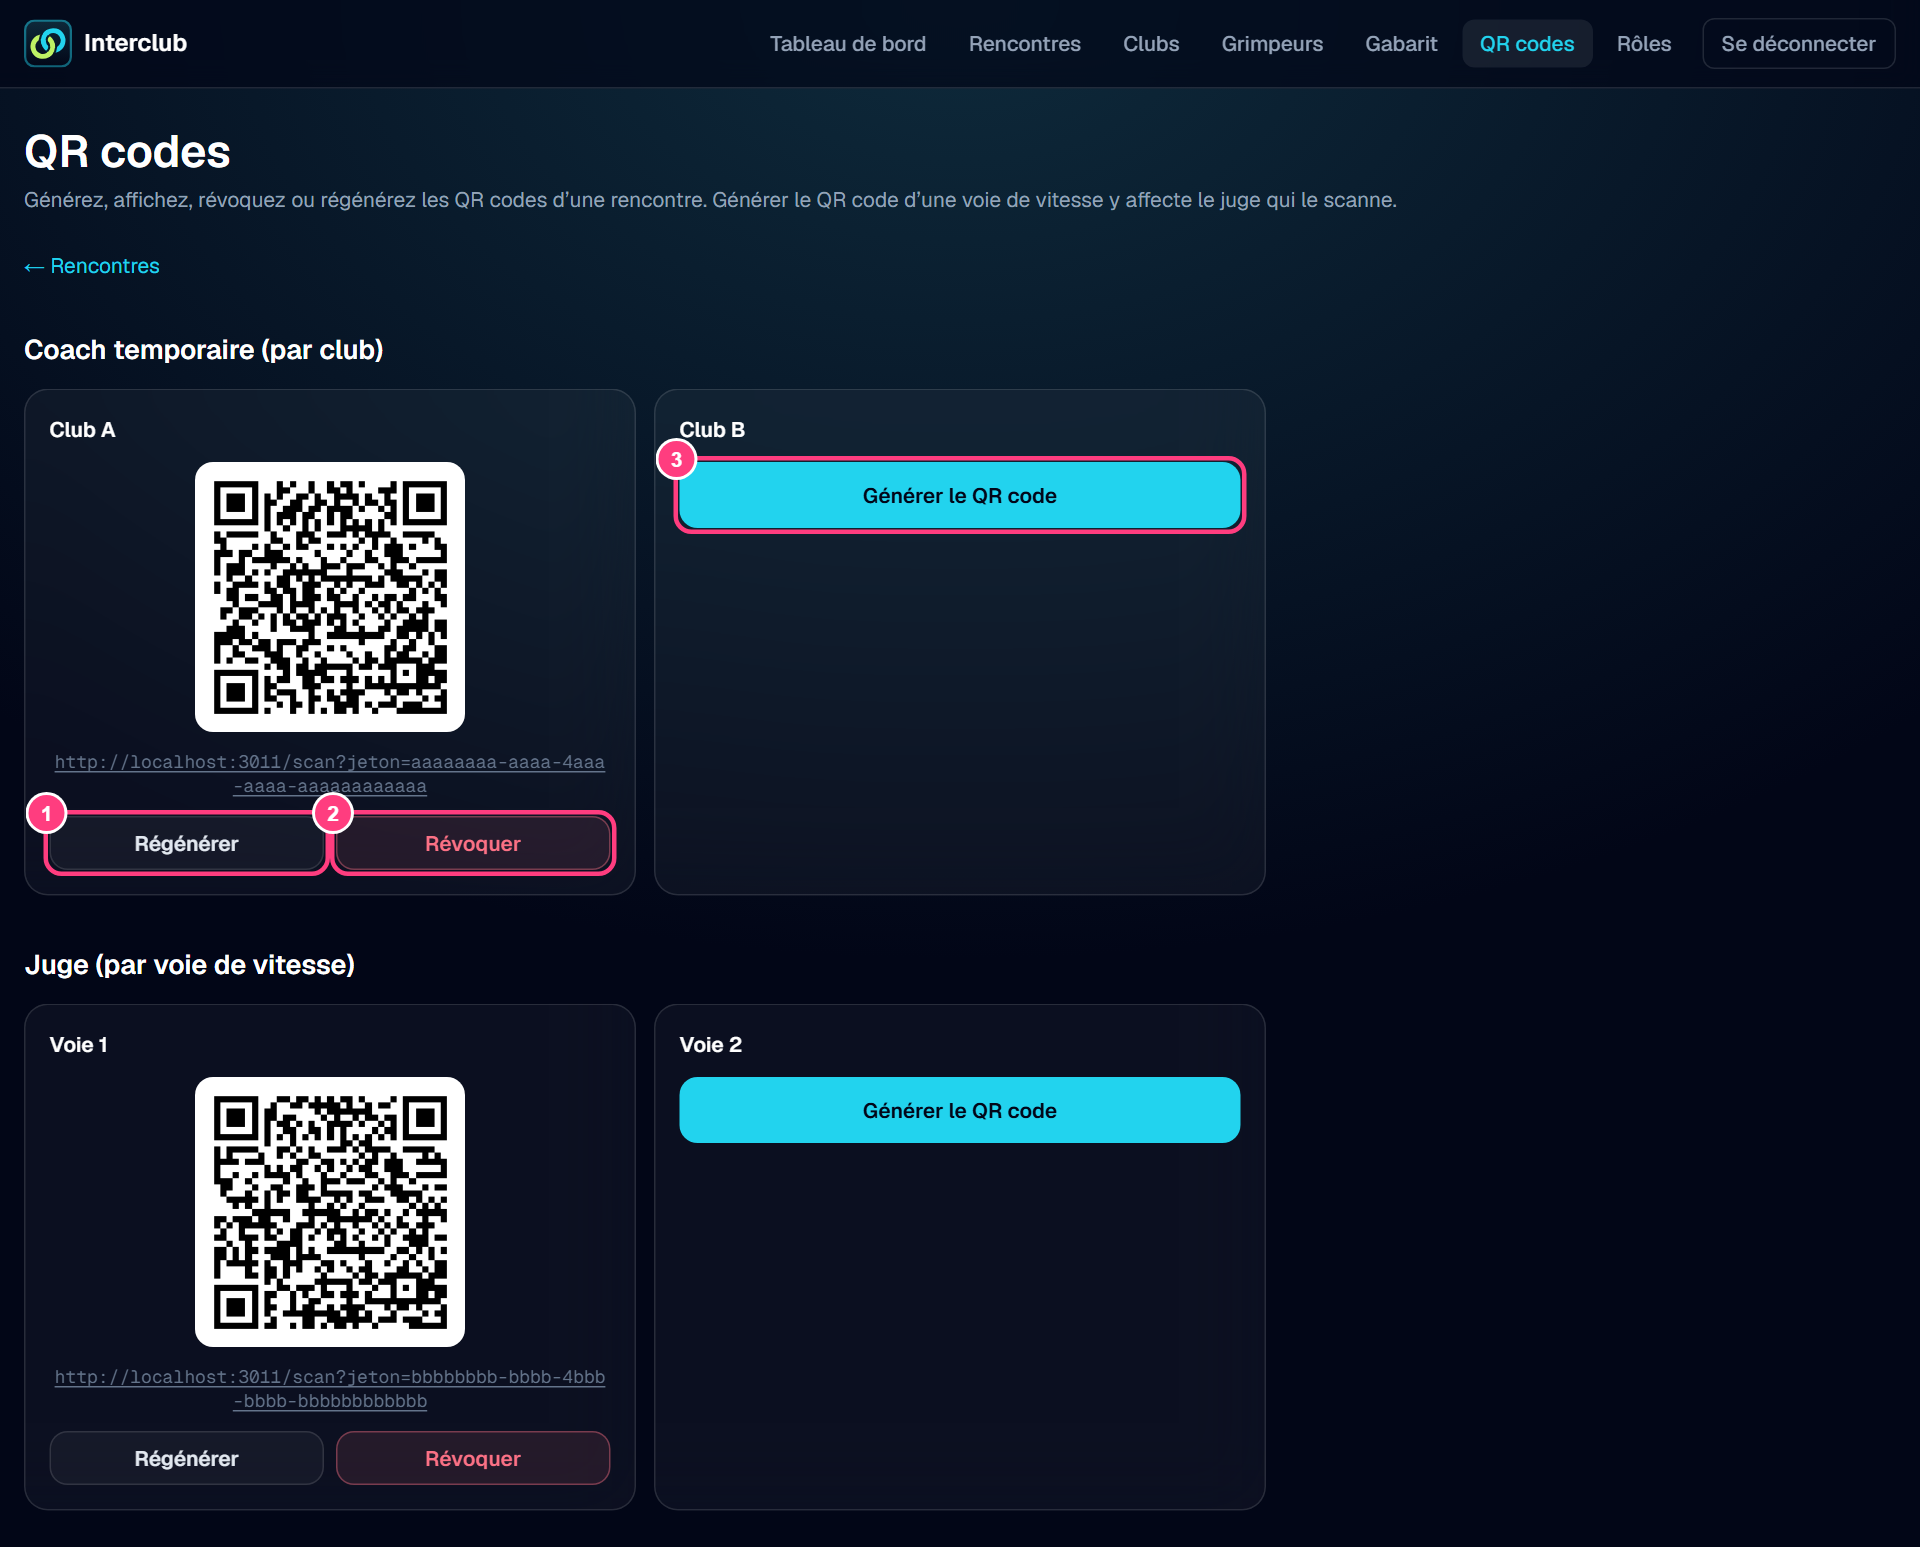 Interclub
Tableau de bord
Rencontres
Clubs
Grimpeurs
Gabarit
QR codes
Rôles
Se déconnecter
QR codes
Générez, affichez, révoquez ou régénérez les QR codes d’une rencontre. Générer le QR code d’une voie de vitesse y affecte le juge qui le scanne.
← Rencontres
Coach temporaire (par club)
Club A
http://localhost:3011/scan?jeton=aaaaaaaa-aaaa-4aaa
-aaaa-aaaaaaaaaaaa
1
Régénérer
2
Révoquer
Club B
3
Générer le QR code
Juge (par voie de vitesse)
Voie 1
http://localhost:3011/scan?jeton=bbbbbbbb-bbbb-4bbb
-bbbb-bbbbbbbbbbbb
Régénérer
Révoquer
Voie 2
Générer le QR code